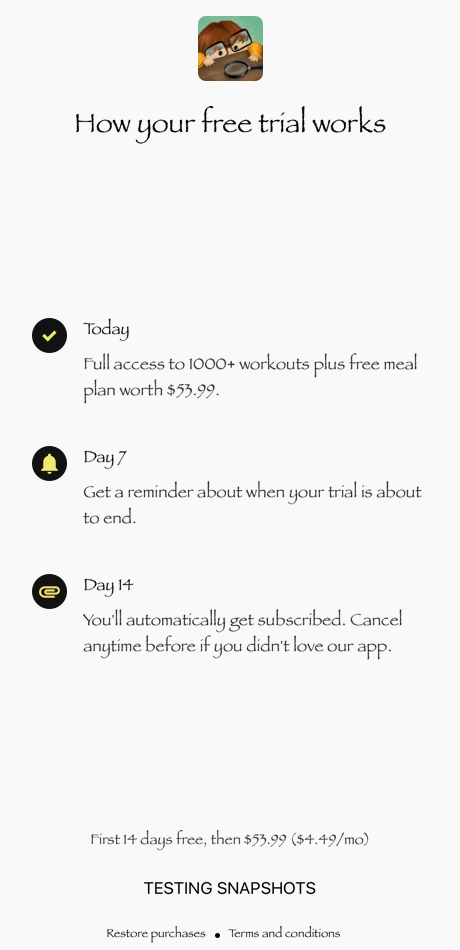 How your free trial works
Today
Full access to 1000+ workouts plus free meal
plan worth $53.99.
Day 7
Get a reminder about when your trial is about
to end.
Day 14
You'll automatically get subscribed. Cancel
anytime before if you didn't love our app.
First 14 days free, then $53.99 ($4.49/mo)
TESTING SNAPSHOTS
Restore purchases • Terms and conditions